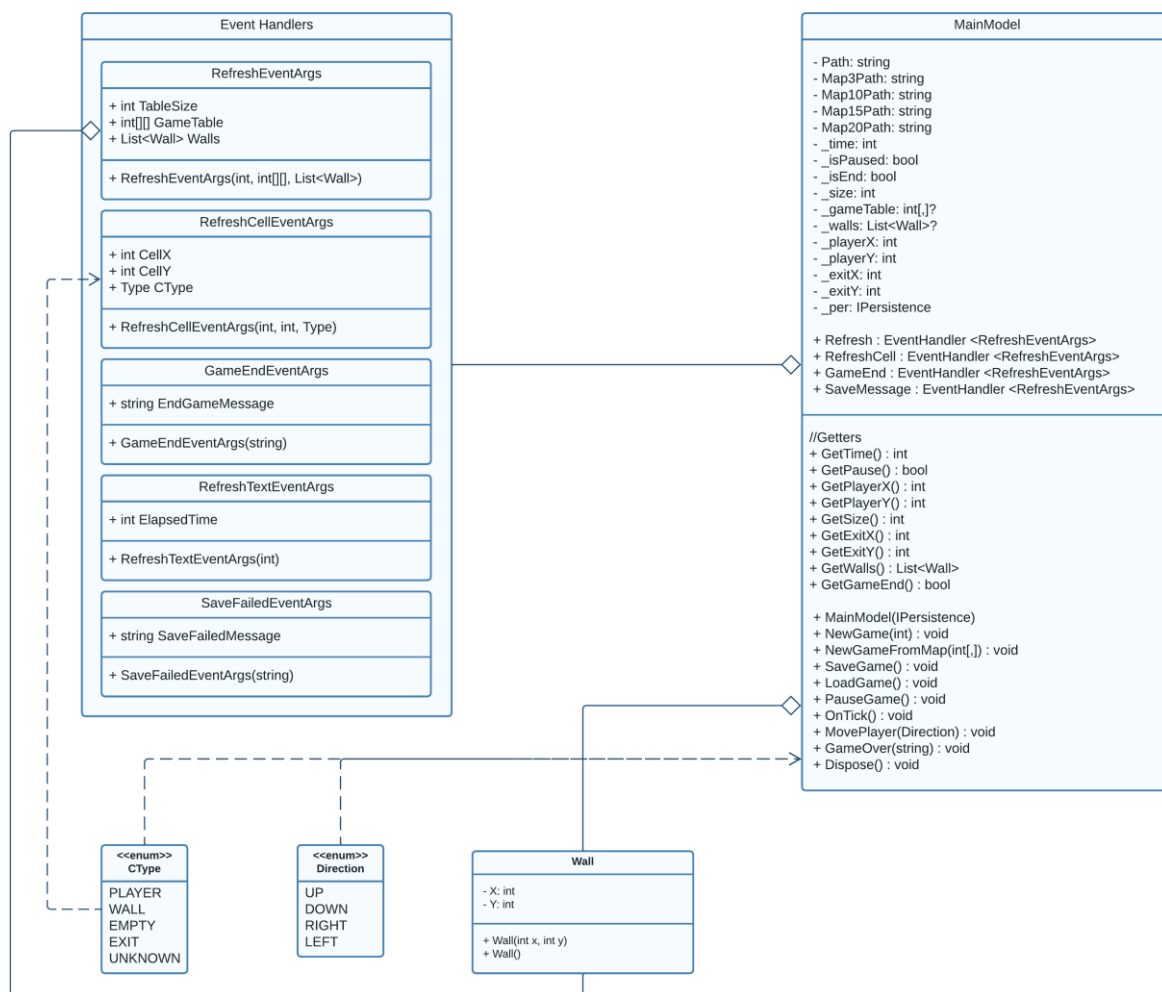 Event Handlers
RefreshEventArgs
+ int TableSize
+ int[][] GameTable
+ List<Wall> Walls
+ RefreshEventArgs(int, int[][], List<Wall>)
RefreshCellEventArgs
+ int CellX
+ int CellY
+ Type CType
+ RefreshCellEventArgs(int, int, Type)
GameEndEventArgs
+ string EndGameMessage
+ GameEndEventArgs(string)
RefreshTextEventArgs
+ int ElapsedTime
+ RefreshTextEventArgs(int)
SaveFailedEventArgs
+ string SaveFailedMessage
+ SaveFailedEventArgs(string)
MainModel
- Path: string
- Map3Path: string
- Map10Path: string
- Map15Path: string
- Map20Path: string
- _time: int
- _isPaused: bool
- _isEnd: bool
- _size: int
- _gameTable: int[,]?
- _walls: List<Wall>?
- _playerX: int
- _playerY: int
- _exitX: int
- _exitY: int
- _per: IPersistence
+ Refresh : EventHandler <RefreshEventArgs>
+ RefreshCell : EventHandler <RefreshEventArgs>
+ GameEnd : EventHandler <RefreshEventArgs>
+ SaveMessage : EventHandler <RefreshEventArgs>
//Getters
+ GetTime() : int
+ GetPause() : bool
+ GetPlayerX() : int
+ GetPlayerY() : int
+ GetSize() : int
+ GetExitX() : int
+ GetExitY() : int
+ GetWalls() : List<Wall>
+ GetGameEnd() : bool
+ MainModel(IPersistence)
+ NewGame(int) : void
+ NewGameFromMap(int[,]) : void
+ SaveGame() : void
+ LoadGame() : void
+ PauseGame() : void
+ OnTick() : void
+ MovePlayer(Direction) : void
+ GameOver(string) : void
+ Dispose() : void
<<enum>>
CType
PLAYER
WALL
EMPTY
EXIT
UNKNOWN
<<enum>>
Direction
UP
DOWN
RIGHT
LEFT
Wall
- X: int
- Y: int
+ Wall(int x, int y)
+ Wall()